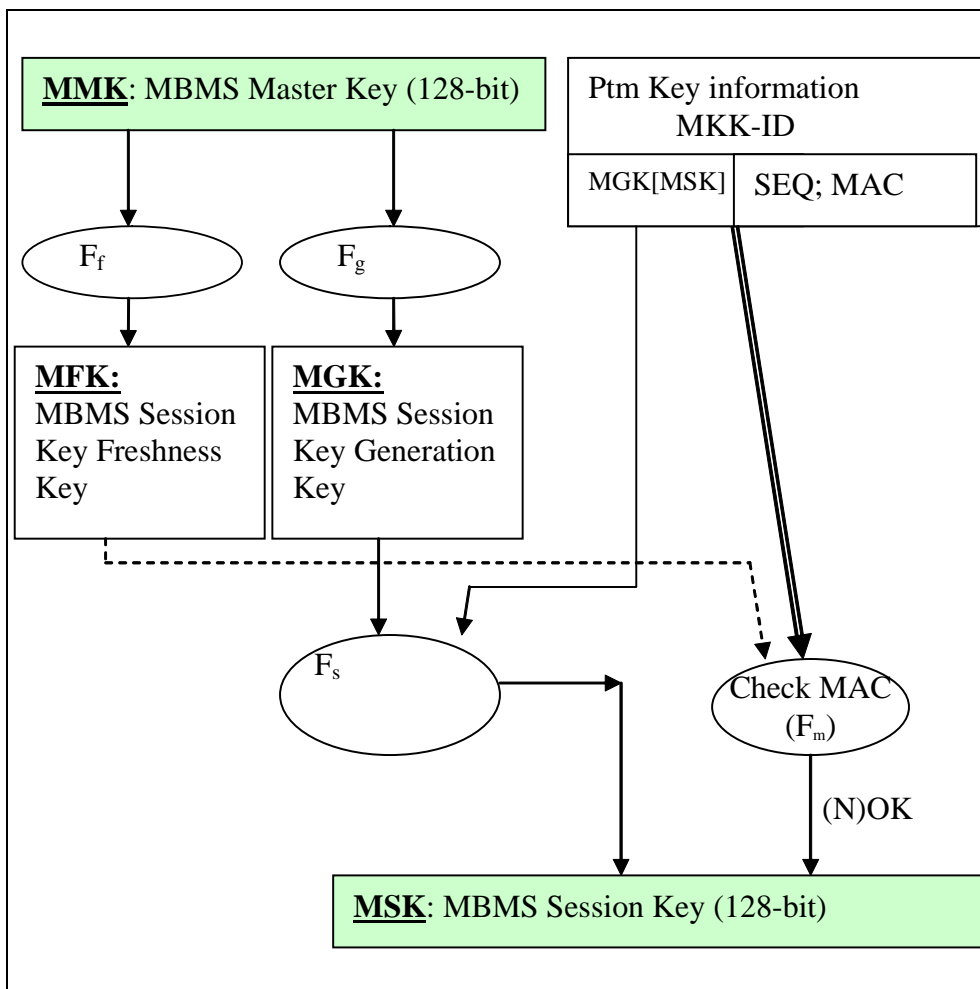 MMK: MBMS Master Key (128-bit)
Ptm Key information
MKK-ID
MGK[MSK]
SEQ; MAC
Ff
Fg
MFK:
MBMS Session
Key Freshness
Key
MGK:
MBMS Session
Key Generation
Key
Fs
Check MAC
(Fm)
(N)OK
MSK: MBMS Session Key (128-bit)